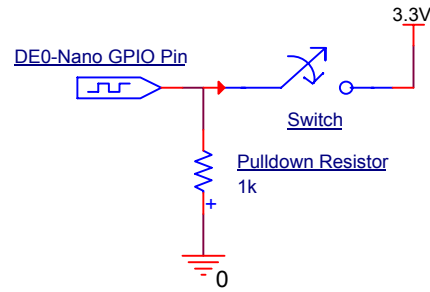 3.3V
DE0-Nano GPIO Pin
Switch
Pulldown Resistor
1k
+
0